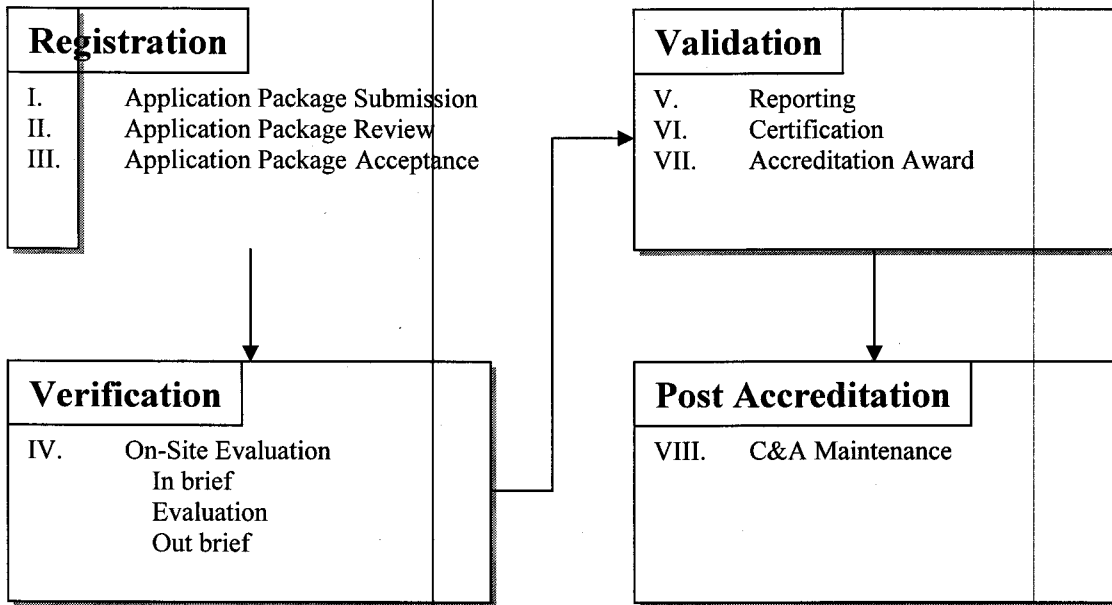 Registration
I. Application Package Submission
II. Application Package Review
III. Application Package Acceptance
Verification
IV. On-Site Evaluation
In brief
Evaluation
Out brief
Validation
V. Reporting
VI. Certification
VII. Accreditation Award
Post Accreditation
VIII. C&A Maintenance